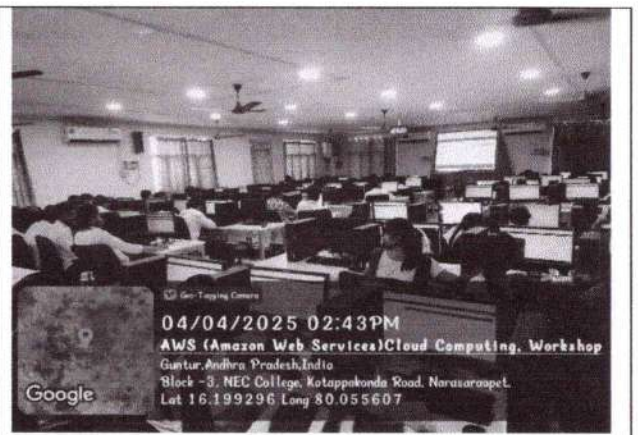 Geo-Tagging Camera
04/04/2025 02:43PM
AWS (Amazon Web Services)Cloud Computing, Workshop
Guntur,Andhra Pradesh,India
Block -3, NEC College, Kotappakonda Road, Narasaraopet,
Lat 16.199296 Long 80.055607
Google